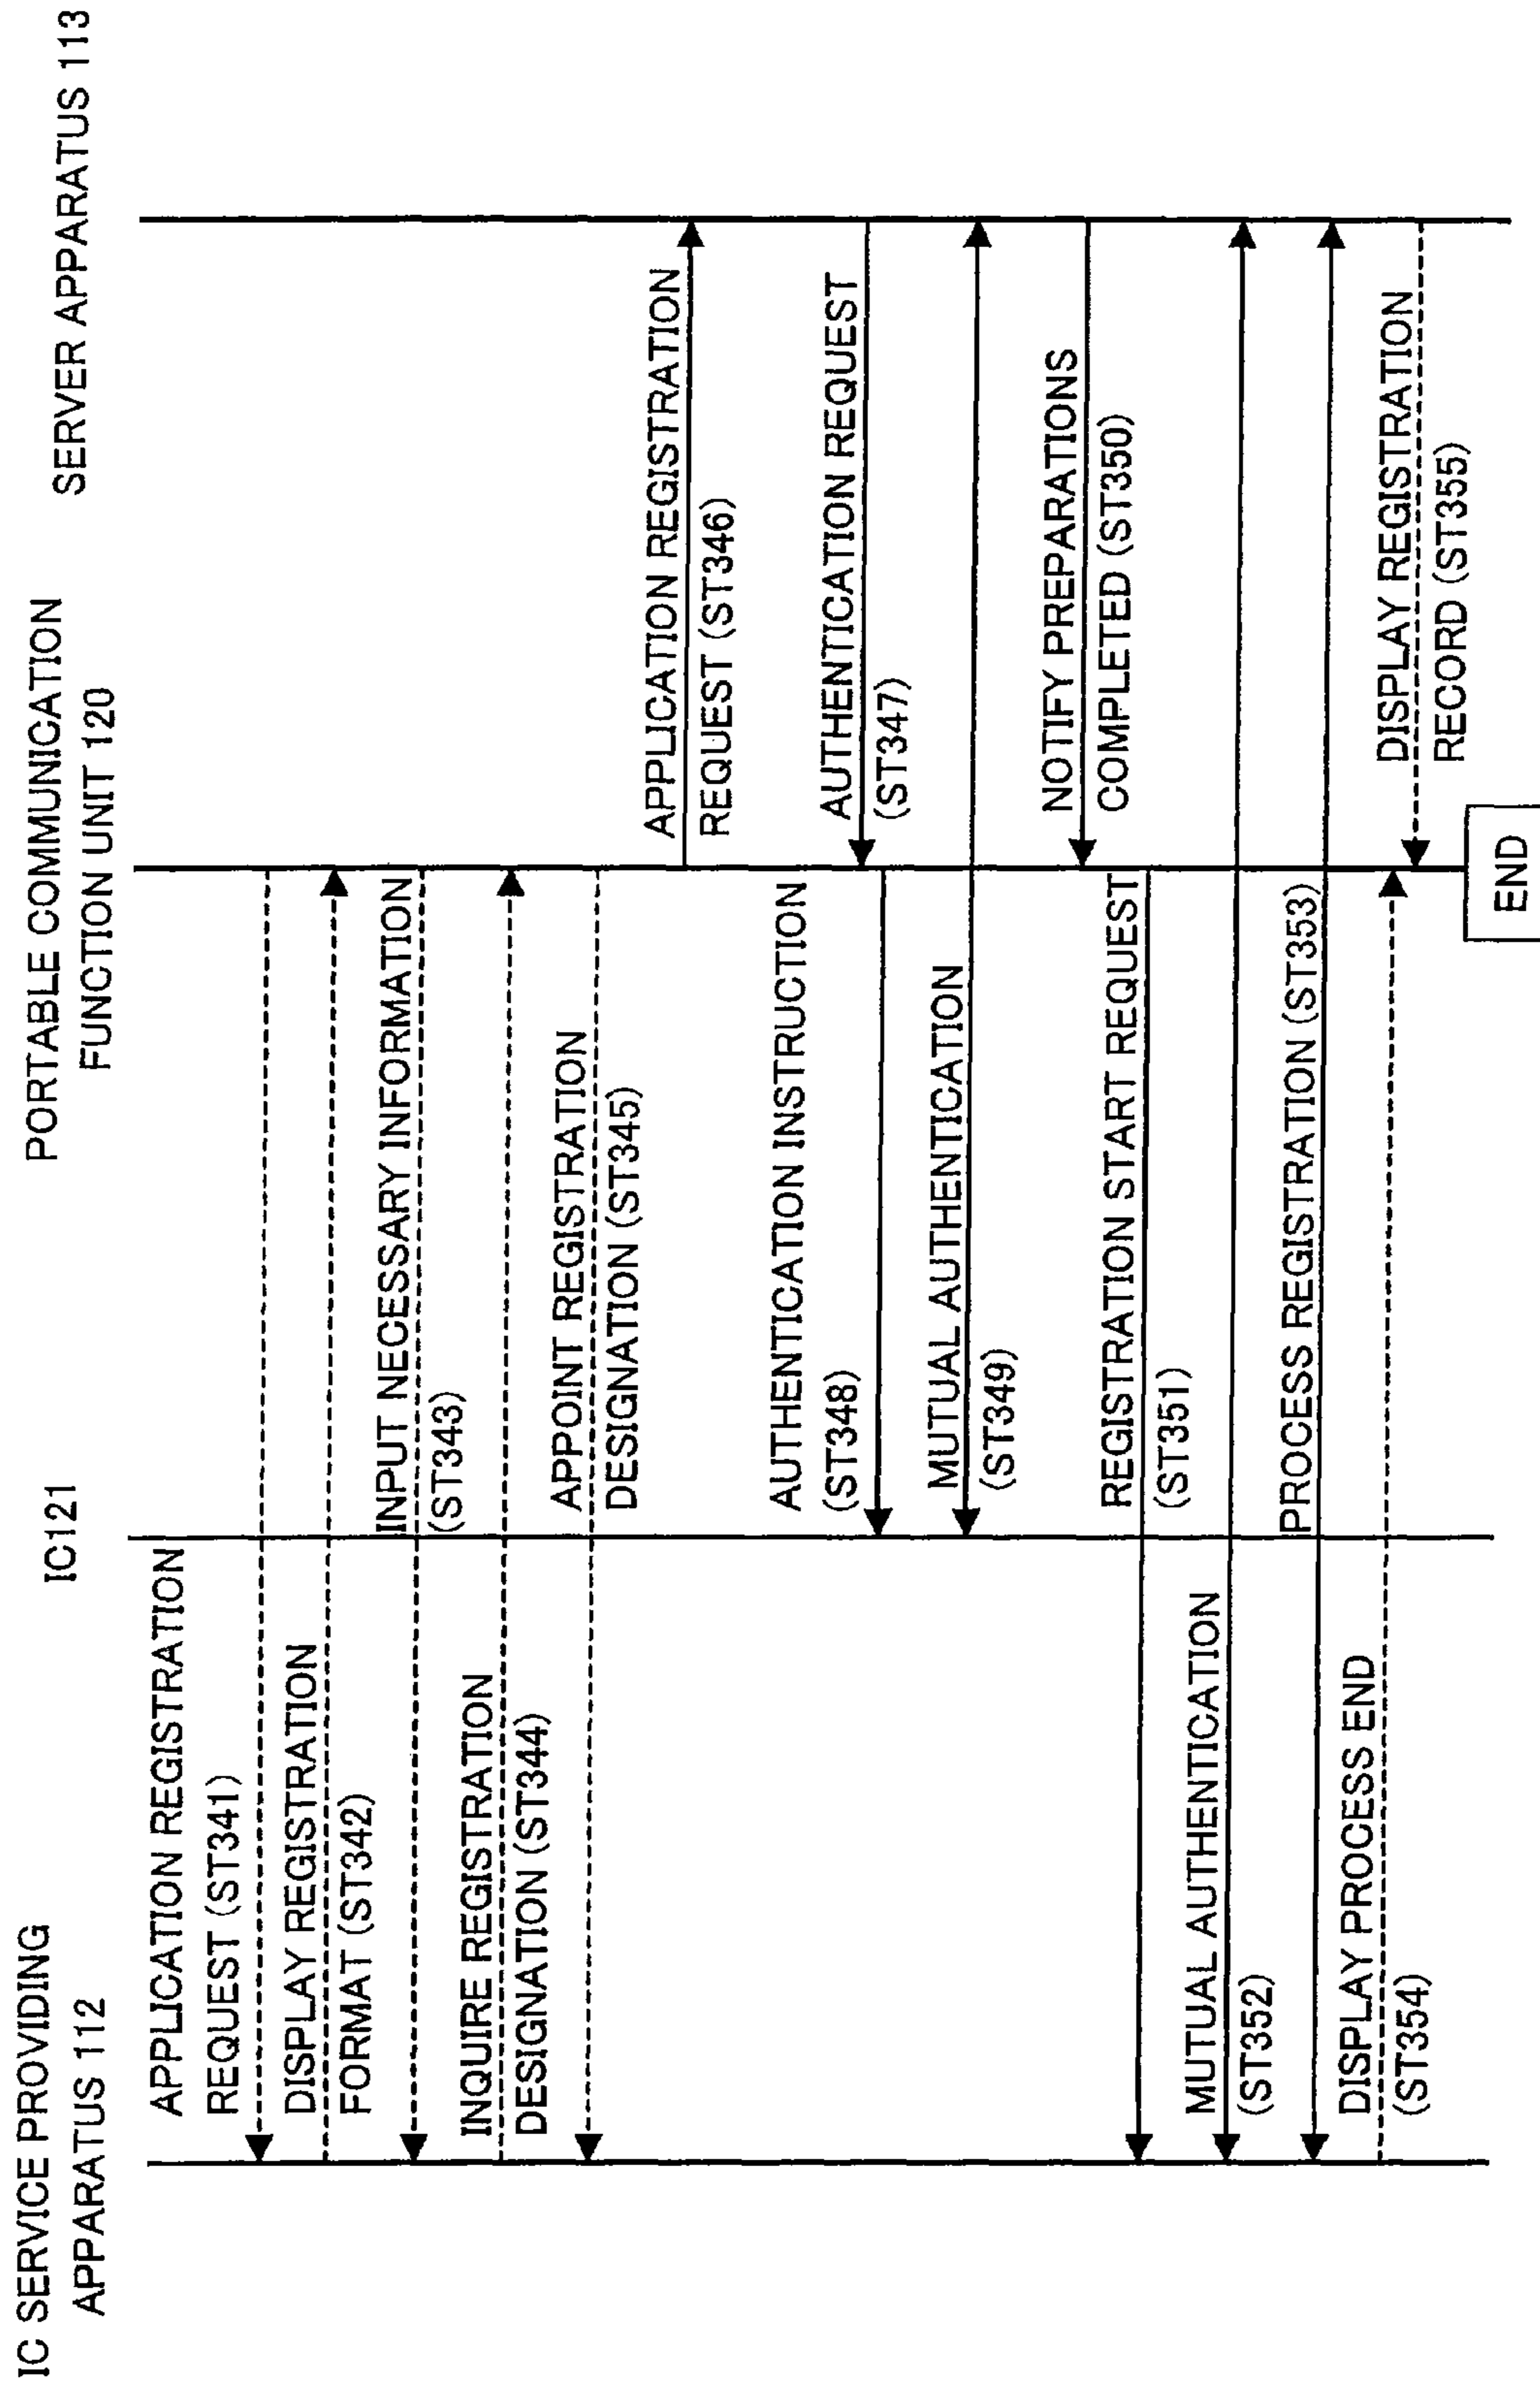 IC SERVICE PROVIDING
APPARATUS 112
IC121
PORTABLE COMMUNICATION
FUNCTION UNIT 120
SERVER APPARATUS 113
APPLICATION REGISTRATION
REQUEST (ST341)
DISPLAY REGISTRATION
FORMAT (ST342)
INPUT NECESSARY INFORMATION
(ST343)
INQUIRE REGISTRATION
DESIGNATION (ST344)
APPOINT REGISTRATION
DESIGNATION (ST345)
APPLICATION REGISTRATION
REQUEST (ST346)
AUTHENTICATION REQUEST
(ST347)
AUTHENTICATION INSTRUCTION
(ST348)
MUTUAL AUTHENTICATION
(ST349)
NOTIFY PREPARATIONS
COMPLETED (ST350)
REGISTRATION START REQUEST
(ST351)
MUTUAL AUTHENTICATION
(ST352)
PROCESS REGISTRATION (ST353)
DISPLAY PROCESS END
(ST354)
DISPLAY REGISTRATION
RECORD (ST355)
END